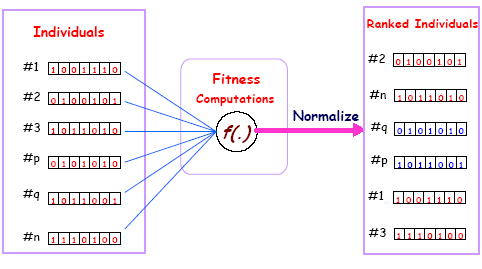 Individuals
#1 1 0 0 1 1 1 0
#2 0 1 0 0 1 0 1
#3 1 0 1 1 0 1 0
#p 0 1 0 1 0 1 0
#q 1 0 1 1 0 0 1
#n 1 1 1 0 1 0 0
Fitness
Computations
f(.)
Normalize
Ranked Individuals
#2 0 1 0 0 1 0 1
#n 1 0 1 1 0 1 0
#q 0 1 0 1 0 1 0
#p 1 0 1 1 0 0 1
#1 1 0 0 1 1 1 0
#3 1 1 1 0 1 0 0